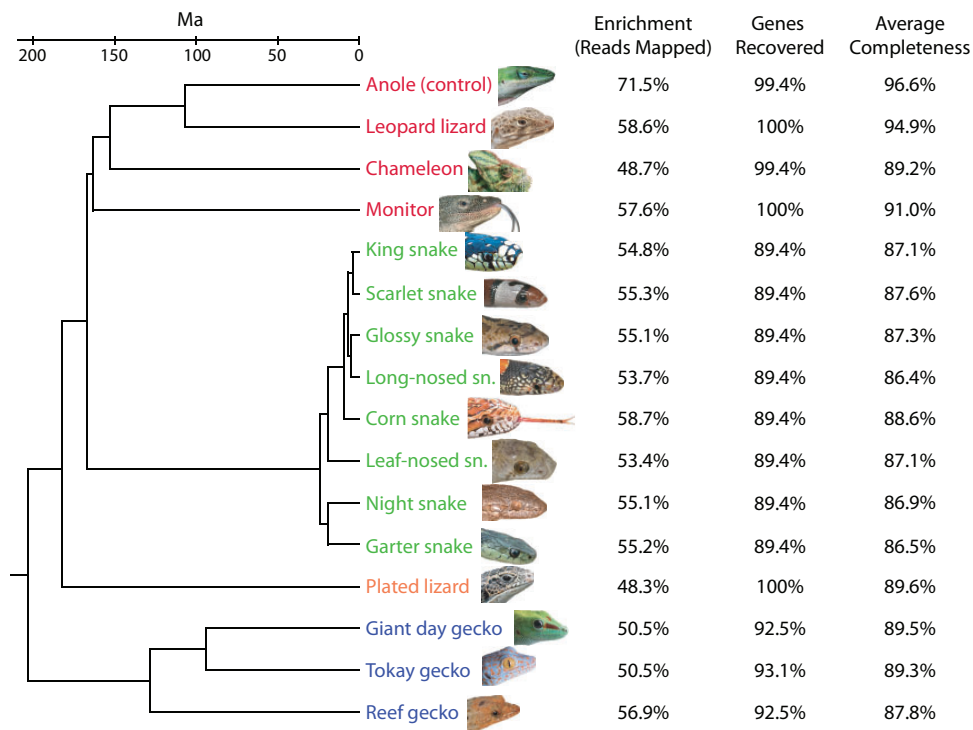 Ma
200 150 100 50 0
Enrichment (Reads Mapped) Genes Recovered Average Completeness
Anole (control) 71.5% 99.4% 96.6%
Leopard lizard 58.6% 100% 94.9%
Chameleon 48.7% 99.4% 89.2%
Monitor 57.6% 100% 91.0%
King snake 54.8% 89.4% 87.1%
Scarlet snake 55.3% 89.4% 87.6%
Glossy snake 55.1% 89.4% 87.3%
Long-nosed sn. 53.7% 89.4% 86.4%
Corn snake 58.7% 89.4% 88.6%
Leaf-nosed sn. 53.4% 89.4% 87.1%
Night snake 55.1% 89.4% 86.9%
Garter snake 55.2% 89.4% 86.5%
Plated lizard 48.3% 100% 89.6%
Giant day gecko 50.5% 92.5% 89.5%
Tokay gecko 50.5% 93.1% 89.3%
Reef gecko 56.9% 92.5% 87.8%